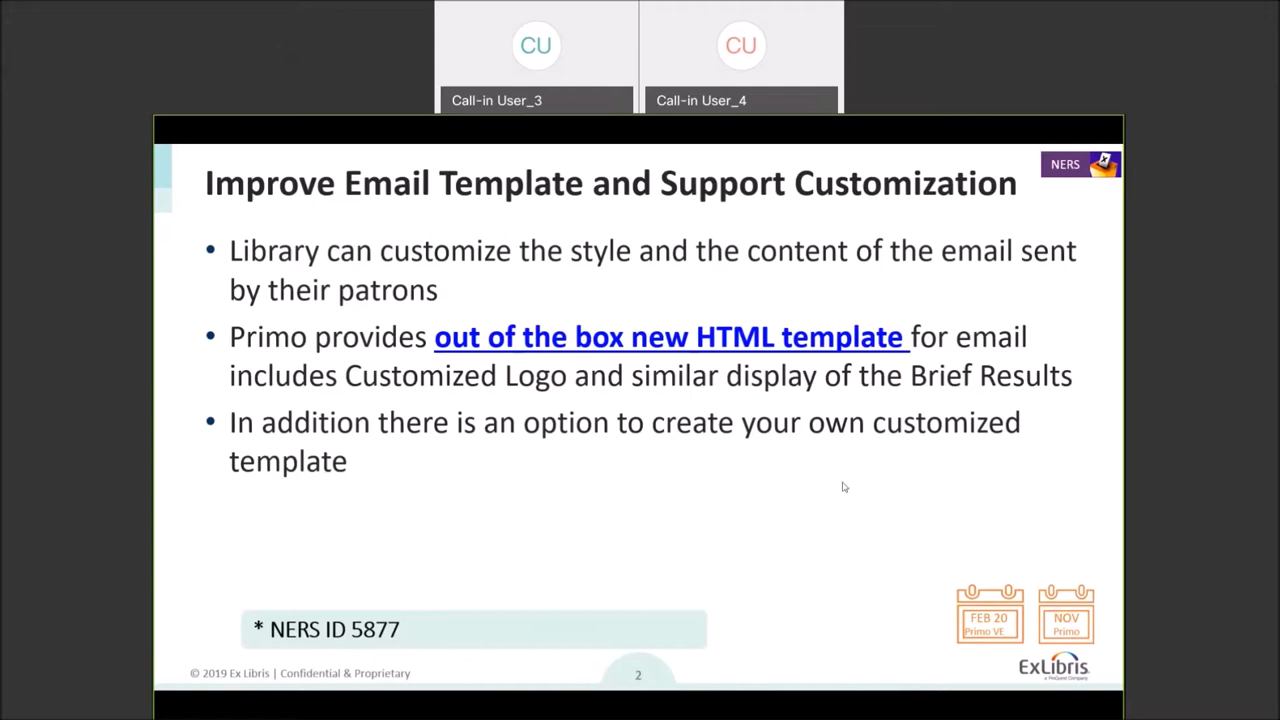 CU
CU
Call-in User_3
Call-in User_4
NERS
Improve Email Template and Support Customization
• Library can customize the style and the content of the email sent
by their patrons
• Primo provides out of the box new HTML template for email
includes Customized Logo and similar display of the Brief Results
• In addition there is an option to create your own customized
template
* NERS ID 5877
FEB 20
Primo VE
NOV
Primo
© 2019 Ex Libris | Confidential & Proprietary
2
ExLibris
a ProQuest Company